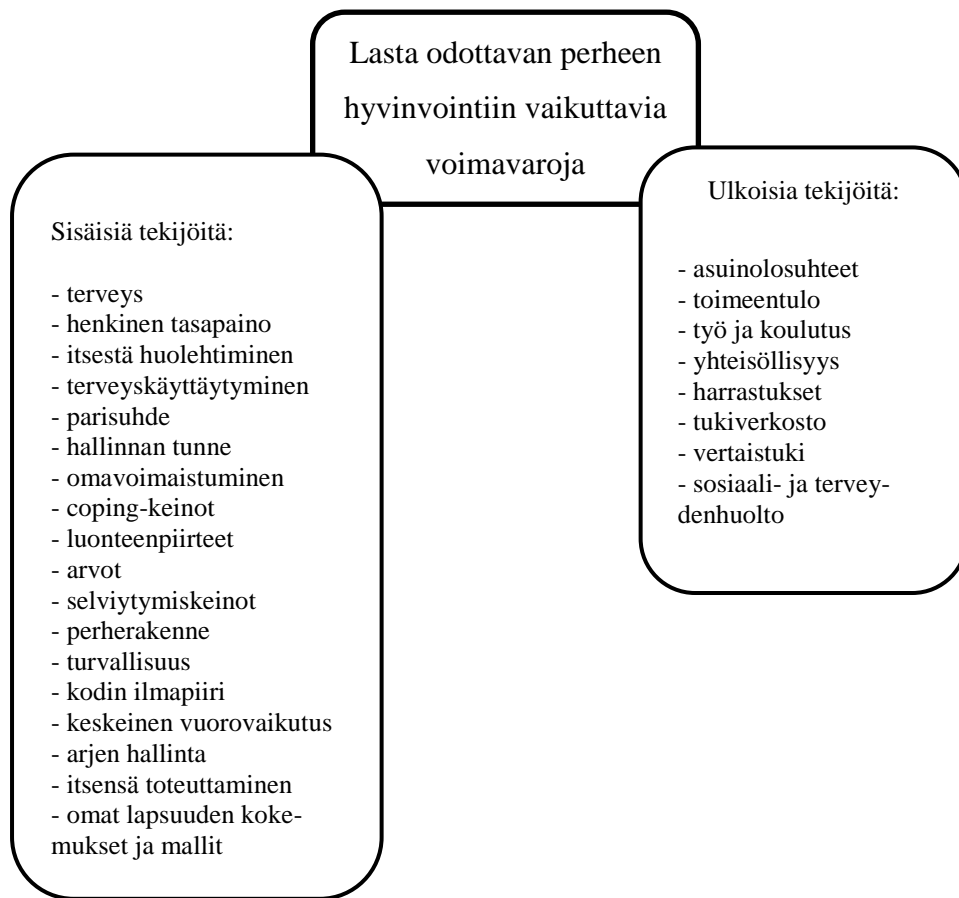 Lasta odottavan perheen
hyvinvointiin vaikuttavia
voimavaroja
Sisäisiä tekijöitä:
- terveys
- henkinen tasapaino
- itsestä huolehtiminen
- terveyskäyttäytyminen
- parisuhde
- hallinnan tunne
- omavoimaistuminen
- coping-keinot
- luonteenpiirteet
- arvot
- selviytymiskeinot
- perherakenne
- turvallisuus
- kodin ilmapiiri
- keskeinen vuorovaikutus
- arjen hallinta
- itsensä toteuttaminen
- omat lapsuuden koke-
mukset ja mallit
Ulkoisia tekijöitä:
- asuinolosuhteet
- toimeentulo
- työ ja koulutus
- yhteisöllisyys
- harrastukset
- tukiverkosto
- vertaistuki
- sosiaali- ja tervey-
denhuolto